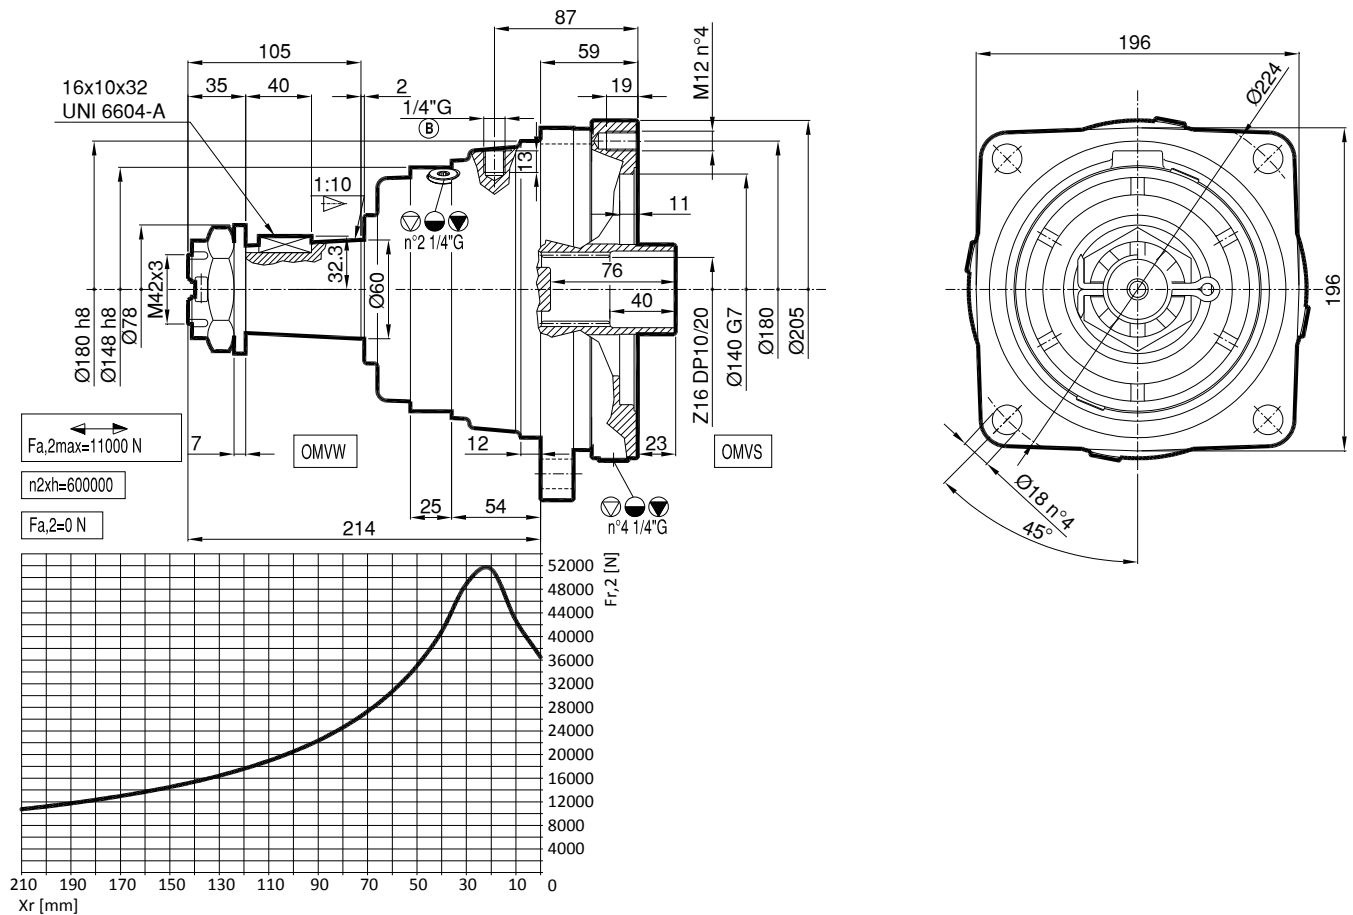 87
105
59
16x10x32
UNI 6604-A
35
40
2
1/4"G
B
19
M12 n°4
13
1:10
n°2 1/4"G
11
32.3
M42x3
Ø60
76
40
Ø180 h8
Ø148 h8
Ø78
Z16 DP10/20
Ø140 G7
Ø180
Ø205
Fa,2max=11000 N
7
OMVW
12
23
OMVS
n2xh=600000
25
54
n°4 1/4"G
Fa,2=0 N
214
196
Ø224
196
Ø18 n°4
45°
Fr,2 [N]
52000
48000
44000
40000
36000
32000
28000
24000
20000
16000
12000
8000
4000
0
210 190 170 150 130 110 90 70 50 30 10
Xr [mm]